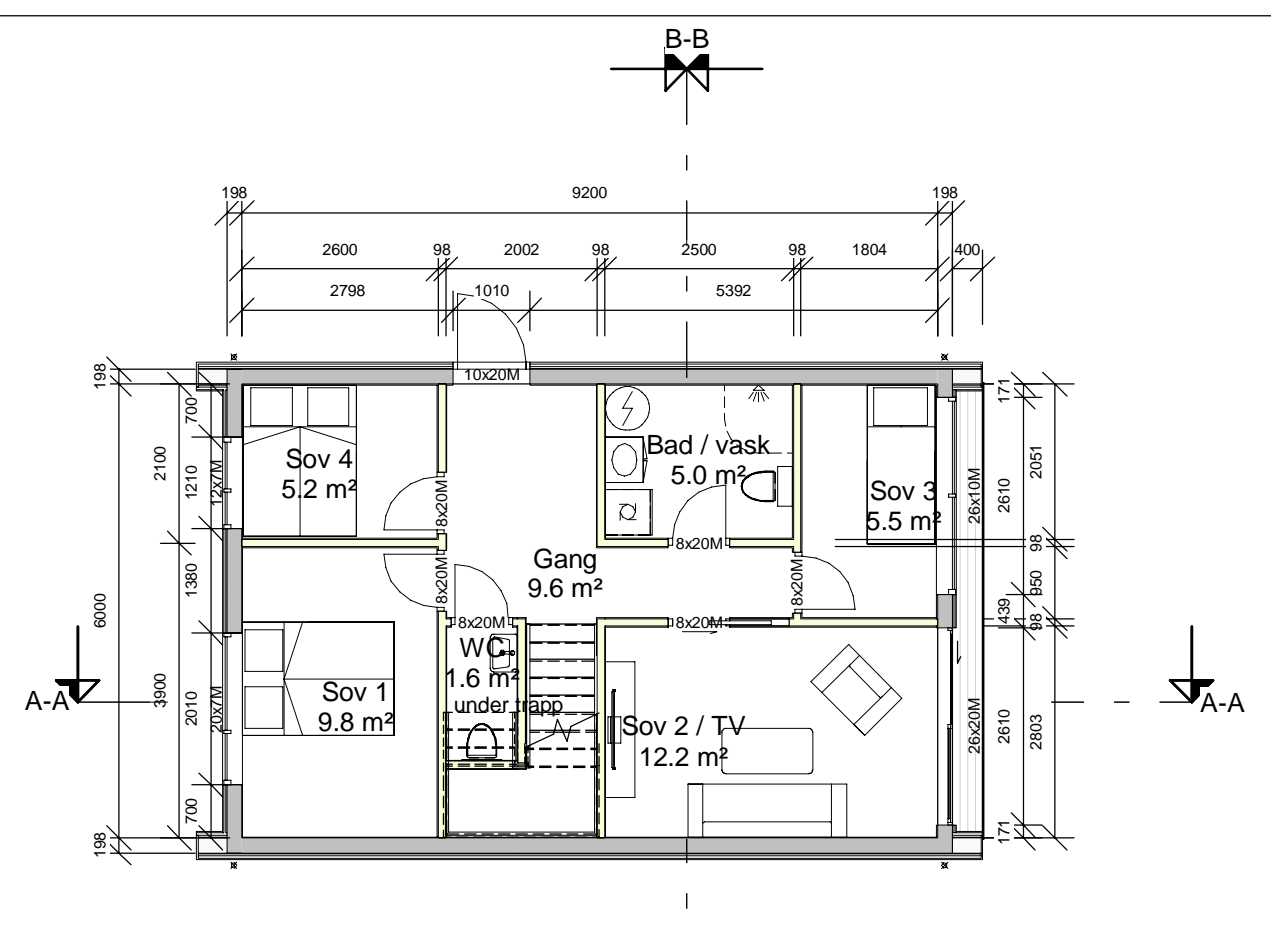 B-B
198
9200
198
2600
98
2002
98
2500
98
1804
400
2798
1010
5392
10x20M
198
6000
198
2100
3900
700
1210
1380
2010
700
12x7M
20x7M
Sov 4
5.2 m²
8x20M
8x20M
Bad / vask
5.0 m²
8x20M
Sov 3
5.5 m²
8x20M
Gang
9.6 m²
8x20M
8x20M
WC
1.6 m²
under trapp
Sov 1
9.8 m²
Sov 2 / TV
12.2 m²
26x10M
26x20M
171
2610
439
2610
171
2051
98
950
98
2803
A-A
A-A